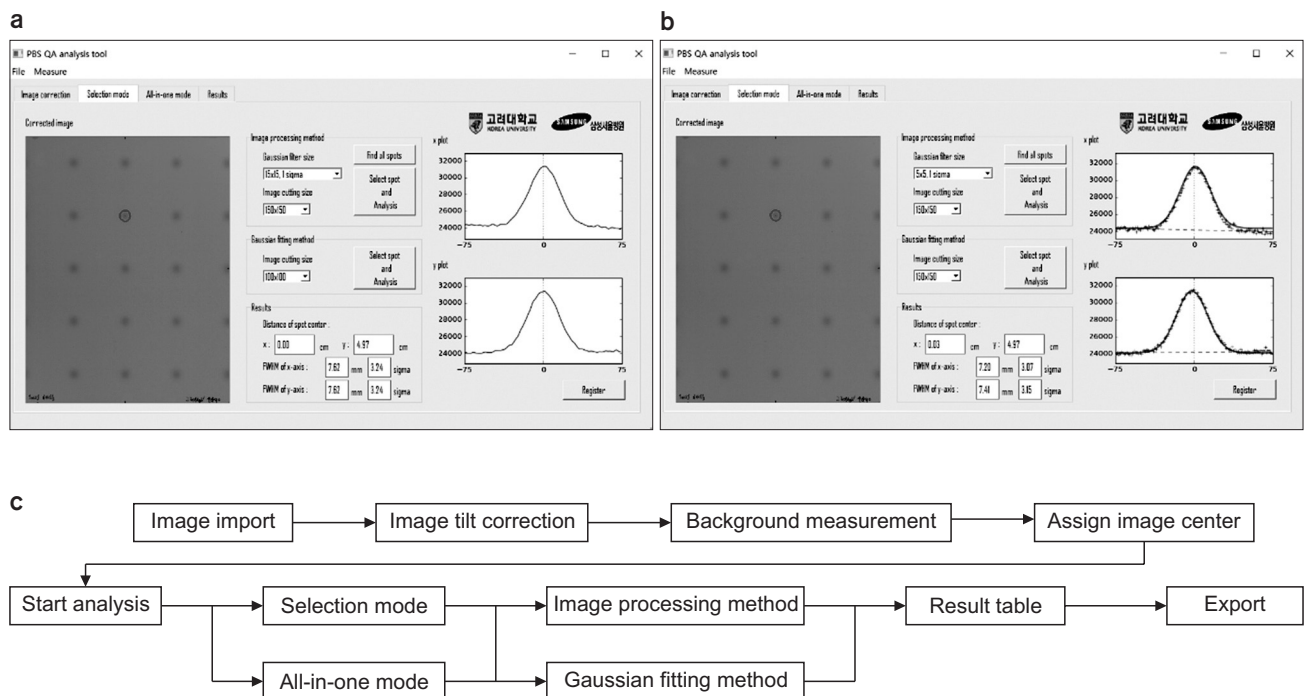 a
PBS QA analysis tool
File Measure
Image correction Selection mode All-in-one mode Results
Corrected image
고려대학교
KOREA UNIVERSITY
SAMSUNG 삼성서울병원
Image processing method
Gaussian filter size
15x15, 1 sigma
Image cutting size
150x150
Find all spots
Select spot
and
Analysis
Gaussian fitting method
Image cutting size
100x100
Select spot
and
Analysis
Results
Distance of spot center :
x : 0.00 cm y : 4.97 cm
FWHM of x-axis : 7.62 mm 3.24 sigma
FWHM of y-axis : 7.62 mm 3.24 sigma
x plot
32000
30000
28000
26000
24000
-75 0 75
y plot
32000
30000
28000
26000
24000
-75 0 75
Register
b
PBS QA analysis tool
File Measure
Image correction Selection mode All-in-one mode Results
Corrected image
고려대학교
KOREA UNIVERSITY
SAMSUNG 삼성서울병원
Image processing method
Gaussian filter size
5x5, 1 sigma
Image cutting size
150x150
Find all spots
Select spot
and
Analysis
Gaussian fitting method
Image cutting size
150x150
Select spot
and
Analysis
Results
Distance of spot center :
x : 0.03 cm y : 4.97 cm
FWHM of x-axis : 7.20 mm 3.07 sigma
FWHM of y-axis : 7.41 mm 3.15 sigma
x plot
32000
30000
28000
26000
24000
-75 0 75
y plot
32000
30000
28000
26000
24000
-75 0 75
Register
c
Image import
Image tilt correction
Background measurement
Assign image center
Start analysis
Selection mode
Image processing method
Result table
Export
All-in-one mode
Gaussian fitting method